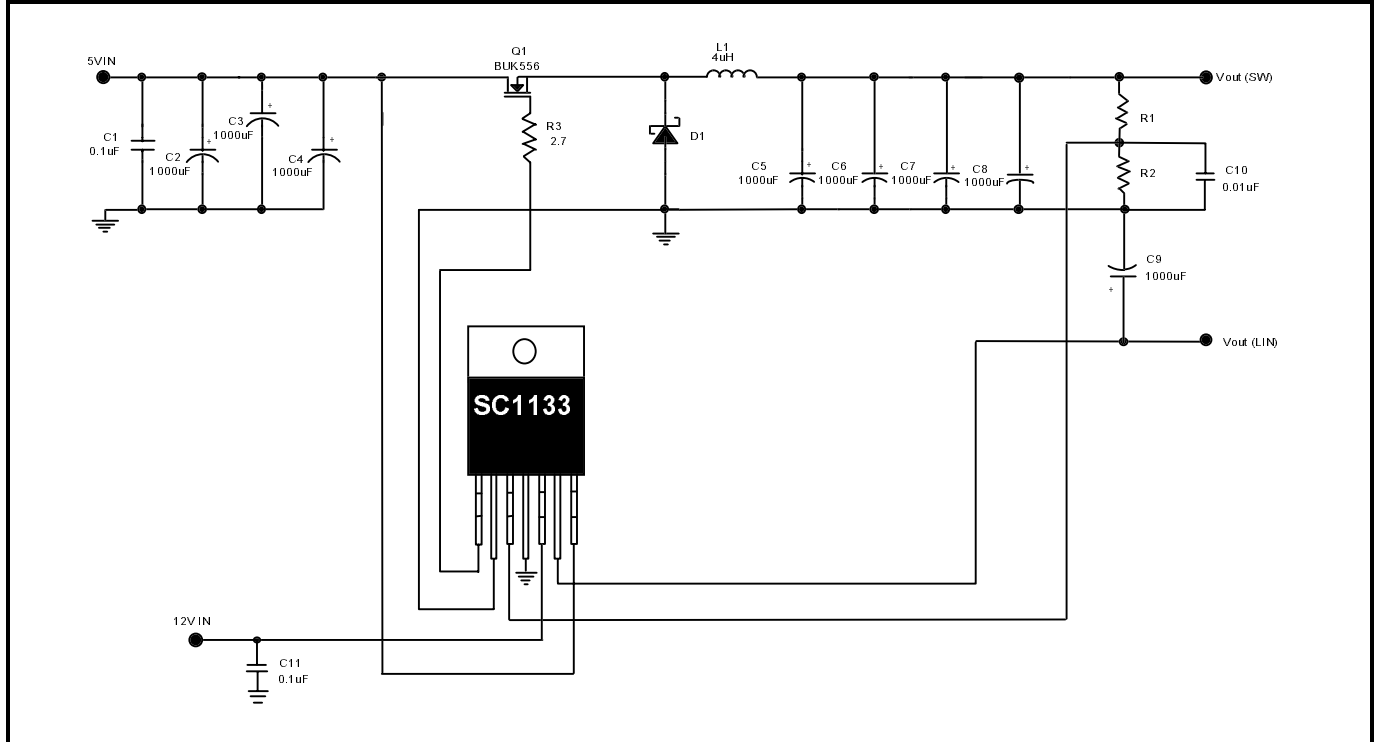 5VIN
Q1
BUK556
L1
4uH
Vout (SW)
C1
0.1uF
C2
1000uF
+
C3
1000uF
+
C4
1000uF
+
R3
2.7
D1
C5
1000uF
+
C6
1000uF
+
C7
1000uF
+
C8
1000uF
+
R1
R2
C10
0.01uF
C9
1000uF
+
Vout (LIN)
SC1133
12V IN
C11
0.1uF